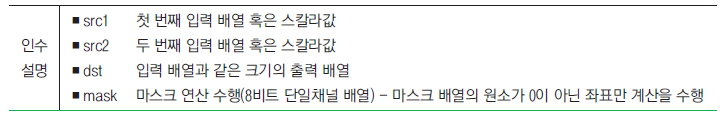 ■ src1 첫 번째 입력 배열 혹은 스칼라값
인수 ■ src2 두 번째 입력 배열 혹은 스칼라값
설명 ■ dst 입력 배열과 같은 크기의 출력 배열
■ mask 마스크 연산 수행(8비트 단일채널 배열) - 마스크 배열의 원소가 0이 아닌 좌표만 계산을 수행